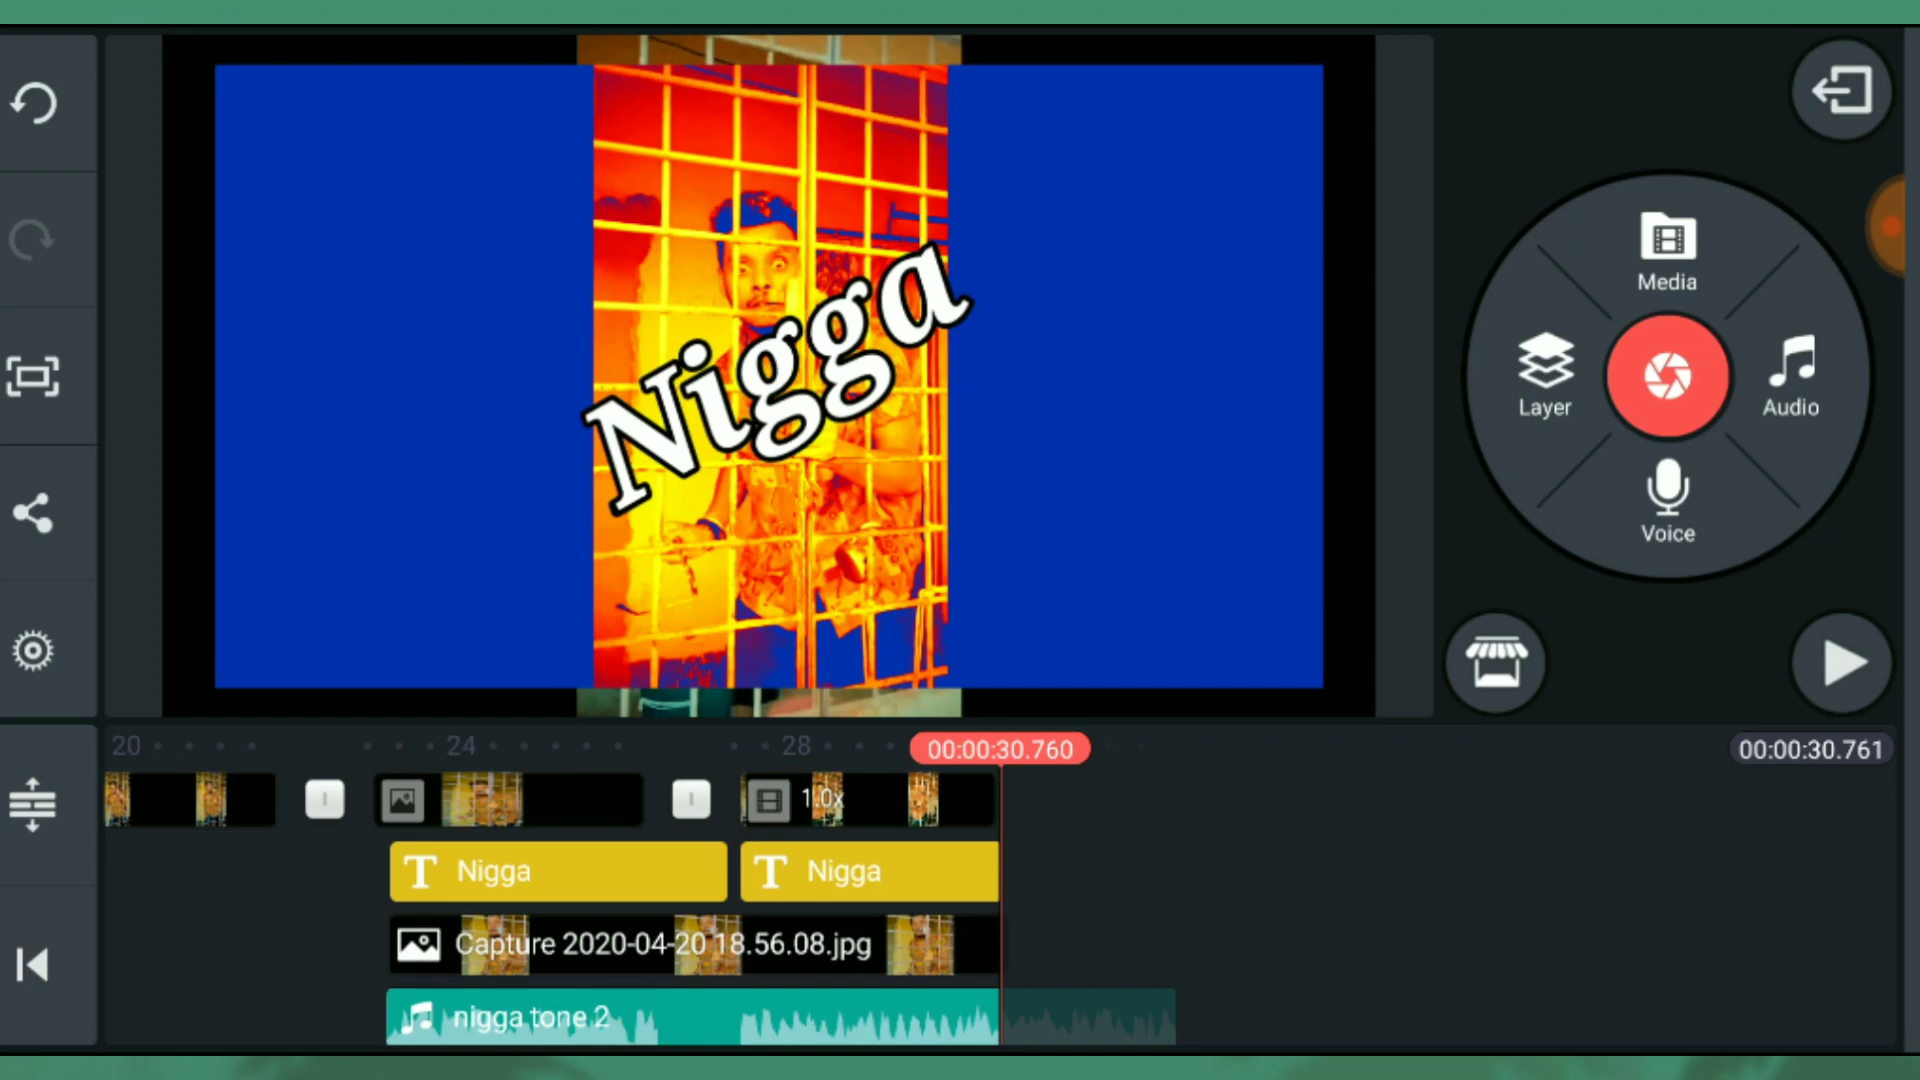 Nigga
Media
Layer
Audio
Voice
20
24
28
00:00:30.760
00:00:30.761
1.0x
T Nigga
T Nigga
Capture 2020-04-20 18.56.08.jpg
nigga tone 2